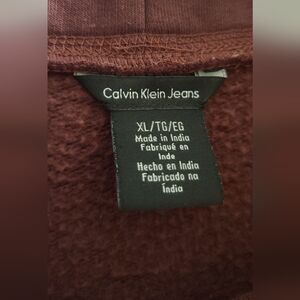 Calvin Klein Jeans
XL/TG/EG
Made in India
Fabriqué en
Inde
Hecho en India
Fabricado na
Índia